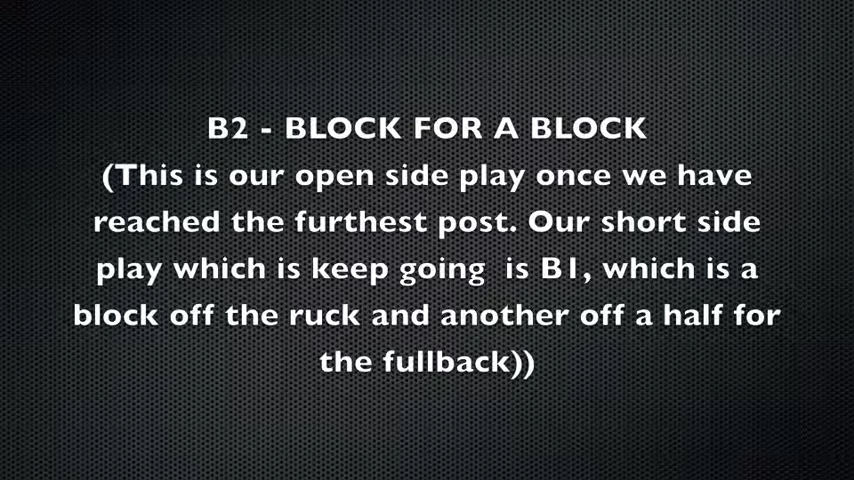 B2 - BLOCK FOR A BLOCK
(This is our open side play once we have
reached the furthest post. Our short side
play which is keep going  is B1, which is a
block off the ruck and another off a half for
the fullback))